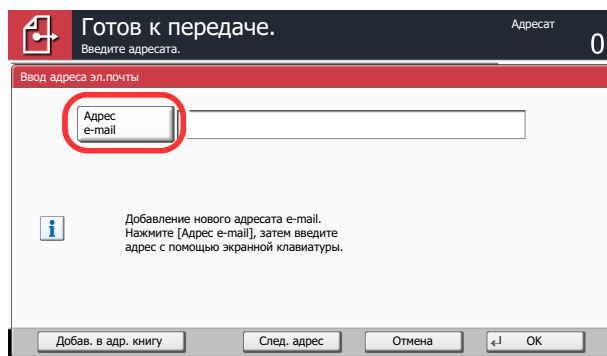 Готов к передаче.
Введите адресата.
Адресат
0
Ввод адреса эл.почты
Адрес
e-mail
Добавление нового адресата e-mail.
Нажмите [Адрес e-mail], затем введите
адрес с помощью экранной клавиатуры.
Добав. в адр. книгу
След. адрес
Отмена
OK